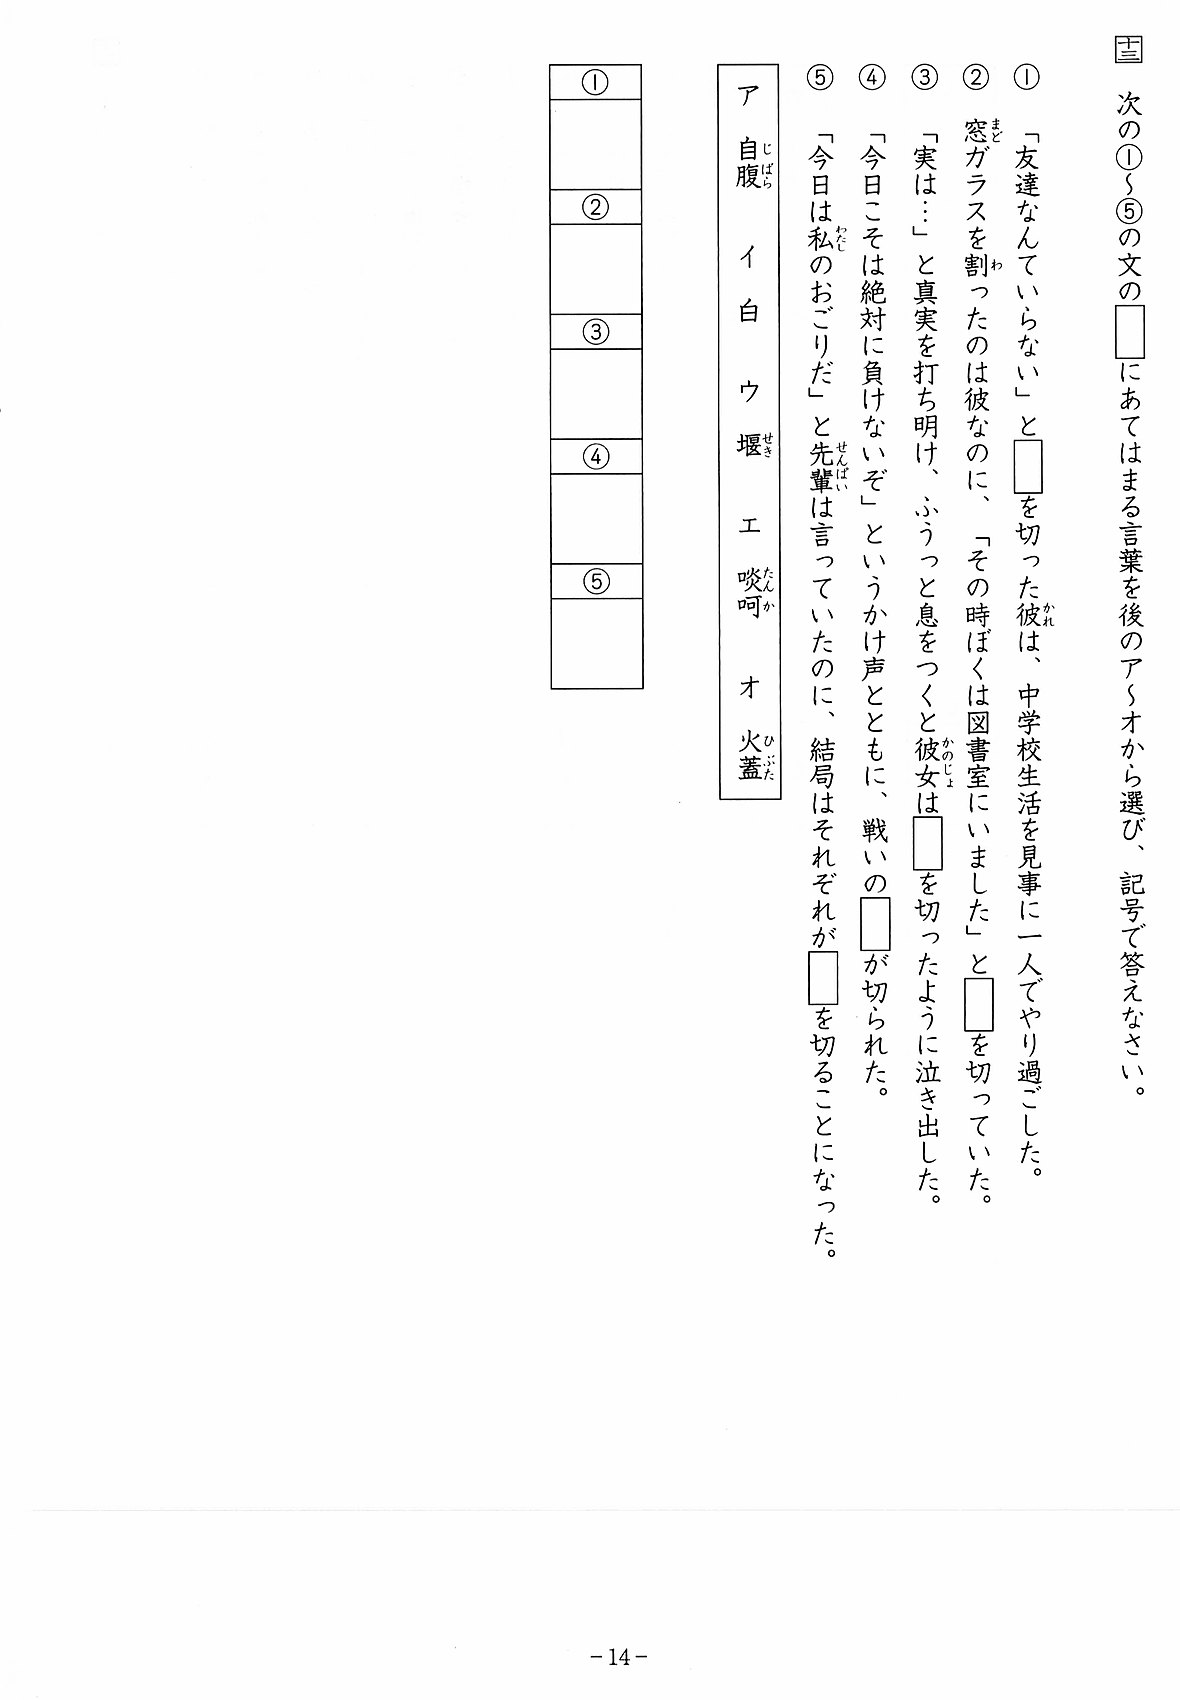 十三 次の①～⑤の文の□にあてはまる言葉を後のア～オから選び、記号で答えなさい。
① 「友達なんていらない」と□を切った彼は、中学校生活を見事に一人でやり過ごした。
② 窓ガラスを割ったのは彼なのに、「その時ぼくは図書室にいました」と□を切っていた。
③ 「実は…」と真実を打ち明け、ふうっと息をつくと彼女は□を切ったように泣き出した。
④ 「今日こそは絶対に負けないぞ」というかけ声とともに、戦いの□が切られた。
⑤ 「今日は私のおごりだ」と先輩は言っていたのに、結局はそれぞれが□を切ることになった。
ア 自腹 イ 白 ウ 堰 エ 啖呵 オ 火蓋
① ② ③ ④ ⑤
-14-